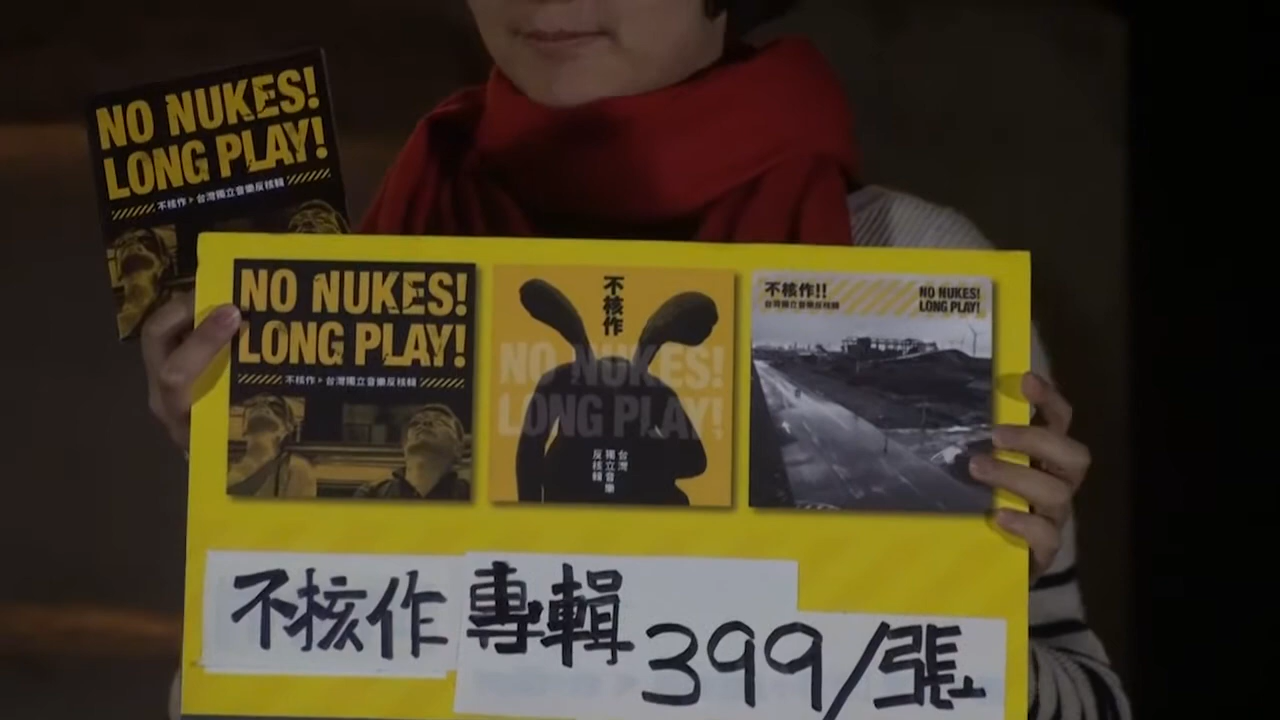 NO NUKES!
LONG PLAY!
不核作▶台灣獨立音樂反核輯
NO NUKES!
LONG PLAY!
不核作▶台灣獨立音樂反核輯
不核作
NO NUKES!
LONG PLAY!
台灣
獨立音樂
反核輯
不核作!!
台灣獨立音樂反核輯
NO NUKES!
LONG PLAY!
不核作 專輯 399/張